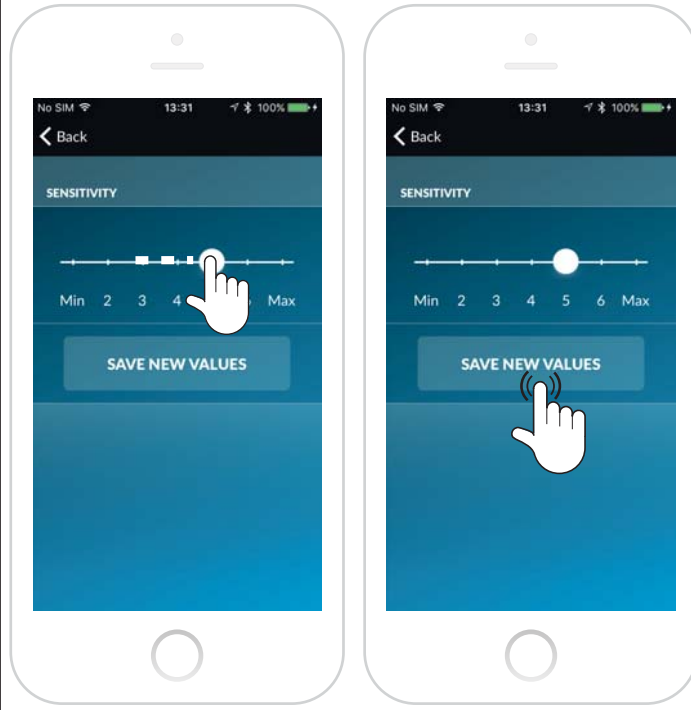 No SIM 13:31 100%
Back
SENSITIVITY
Min 2 3 4 Max
SAVE NEW VALUES
No SIM 13:31 100%
Back
SENSITIVITY
Min 2 3 4 5 6 Max
SAVE NEW VALUES